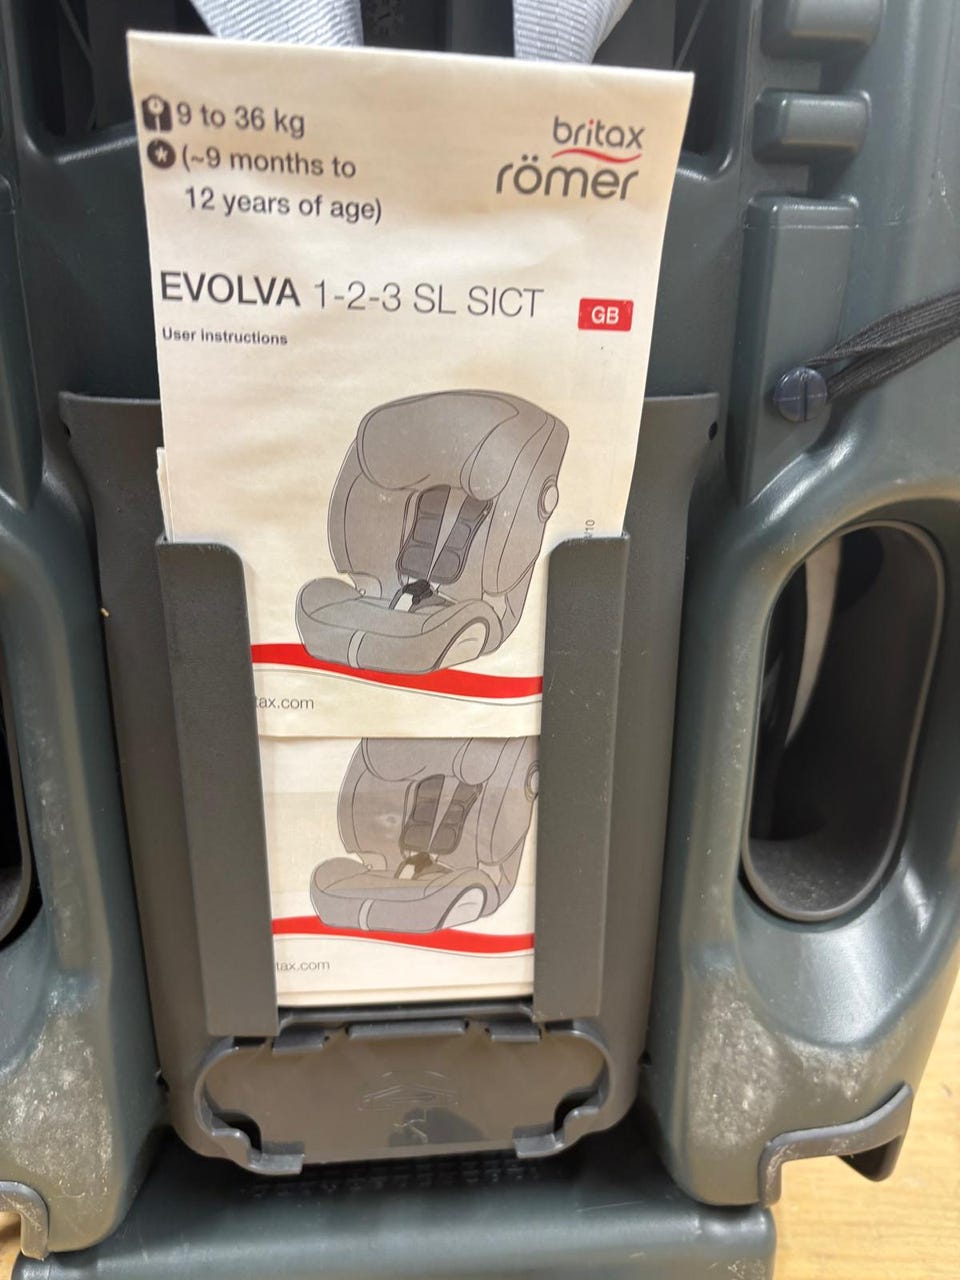 9 to 36 kg
(~9 months to
12 years of age)
britax
römer
EVOLVA 1-2-3 SL SICT
GB
User instructions
/10
tax.com
tax.com